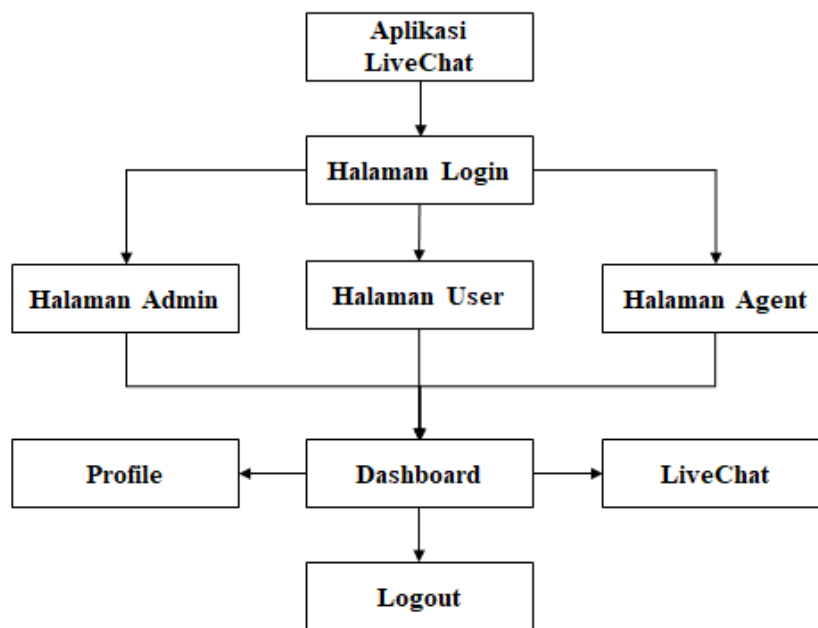 Aplikasi
LiveChat
Halaman Login
Halaman Admin
Halaman User
Halaman Agent
Profile
Dashboard
LiveChat
Logout